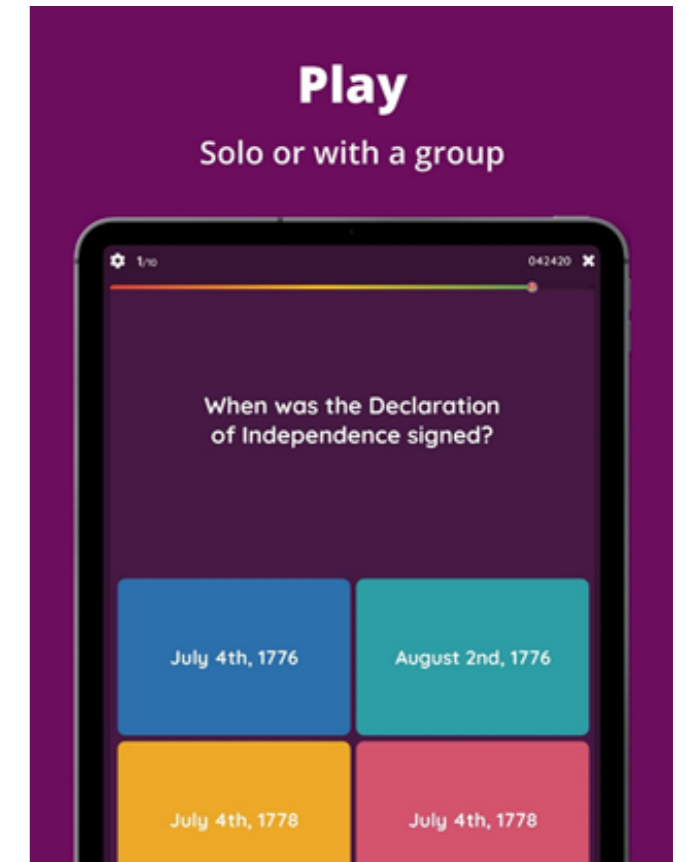 Play
Solo or with a group
1/10
042420
When was the Declaration
of Independence signed?
July 4th, 1776
August 2nd, 1776
July 4th, 1778
July 4th, 1778